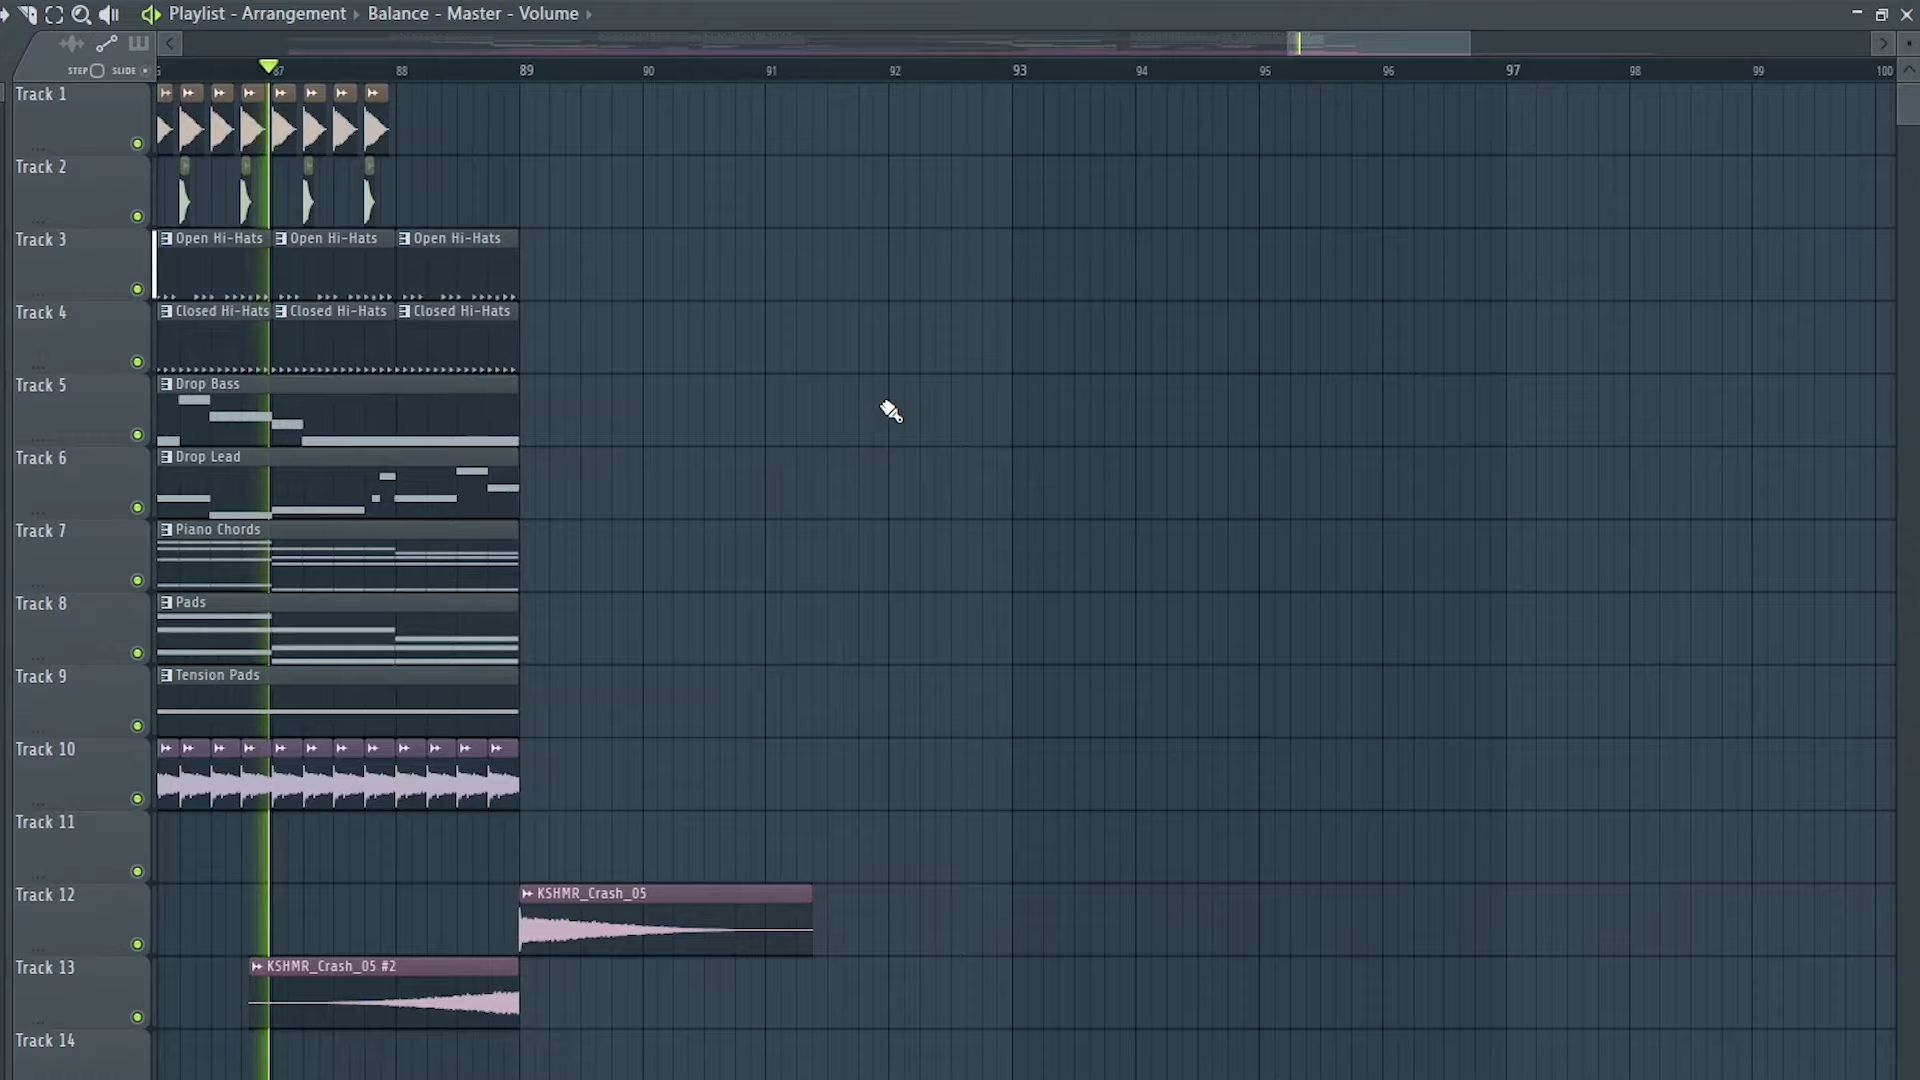 Playlist - Arrangement ▸ Balance - Master - Volume ▸
STEP SLIDE
87 88 89 90 91 92 93 94 95 96 97 98 99 100
Track 1
Track 2
Track 3
Open Hi-Hats Open Hi-Hats Open Hi-Hats
Track 4
Closed Hi-Hats Closed Hi-Hats Closed Hi-Hats
Track 5
Drop Bass
Track 6
Drop Lead
Track 7
Piano Chords
Track 8
Pads
Track 9
Tension Pads
Track 10
Track 11
Track 12
KSHMR_Crash_05
Track 13
KSHMR_Crash_05 #2
Track 14